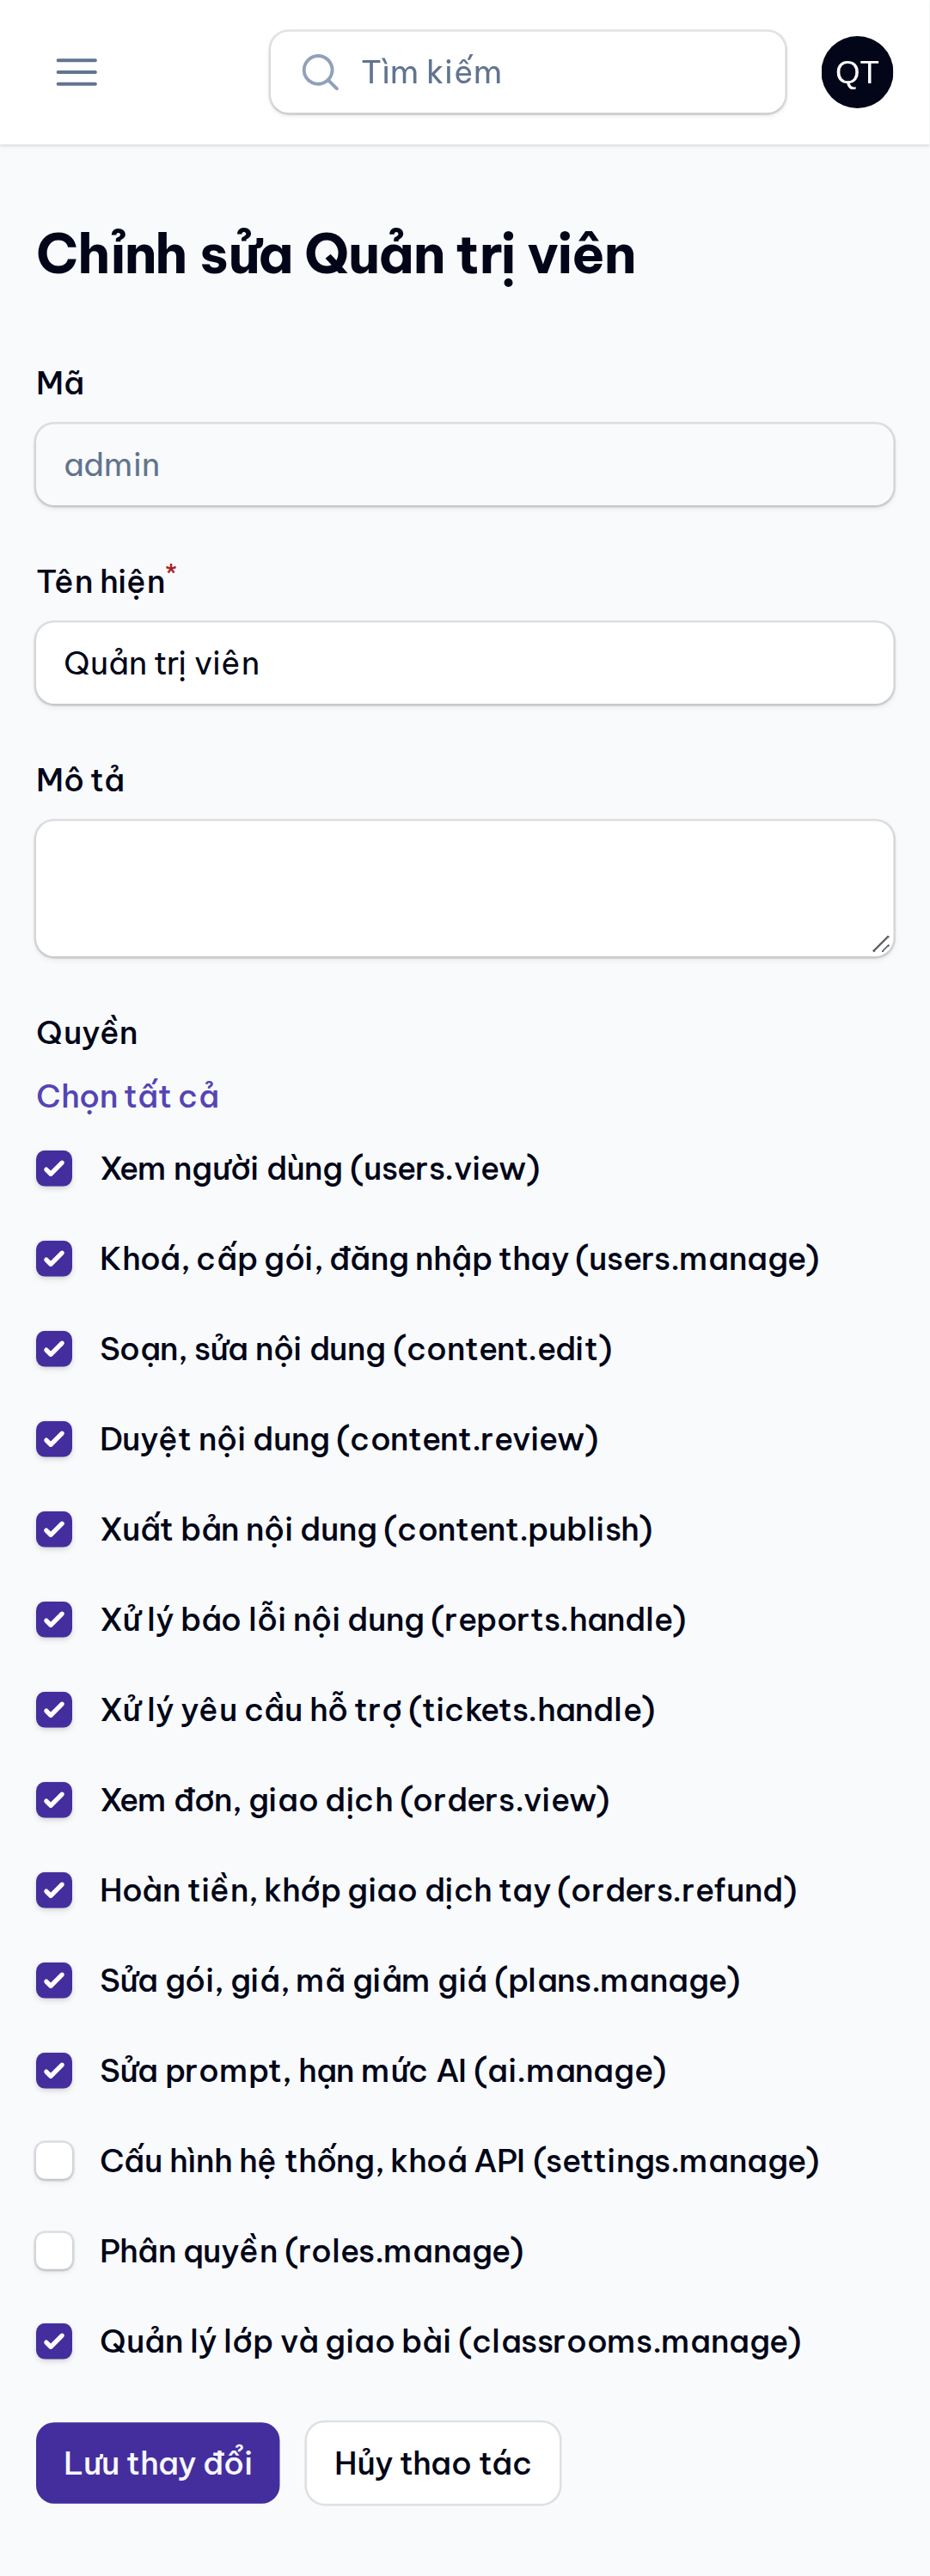 Tìm kiếm
QT
Chỉnh sửa Quản trị viên
Mã
admin
Tên hiện*
Quản trị viên
Mô tả
Quyền
Chọn tất cả
Xem người dùng (users.view)
Khoá, cấp gói, đăng nhập thay (users.manage)
Soạn, sửa nội dung (content.edit)
Duyệt nội dung (content.review)
Xuất bản nội dung (content.publish)
Xử lý báo lỗi nội dung (reports.handle)
Xử lý yêu cầu hỗ trợ (tickets.handle)
Xem đơn, giao dịch (orders.view)
Hoàn tiền, khớp giao dịch tay (orders.refund)
Sửa gói, giá, mã giảm giá (plans.manage)
Sửa prompt, hạn mức AI (ai.manage)
Cấu hình hệ thống, khoá API (settings.manage)
Phân quyền (roles.manage)
Quản lý lớp và giao bài (classrooms.manage)
Lưu thay đổi
Hủy thao tác